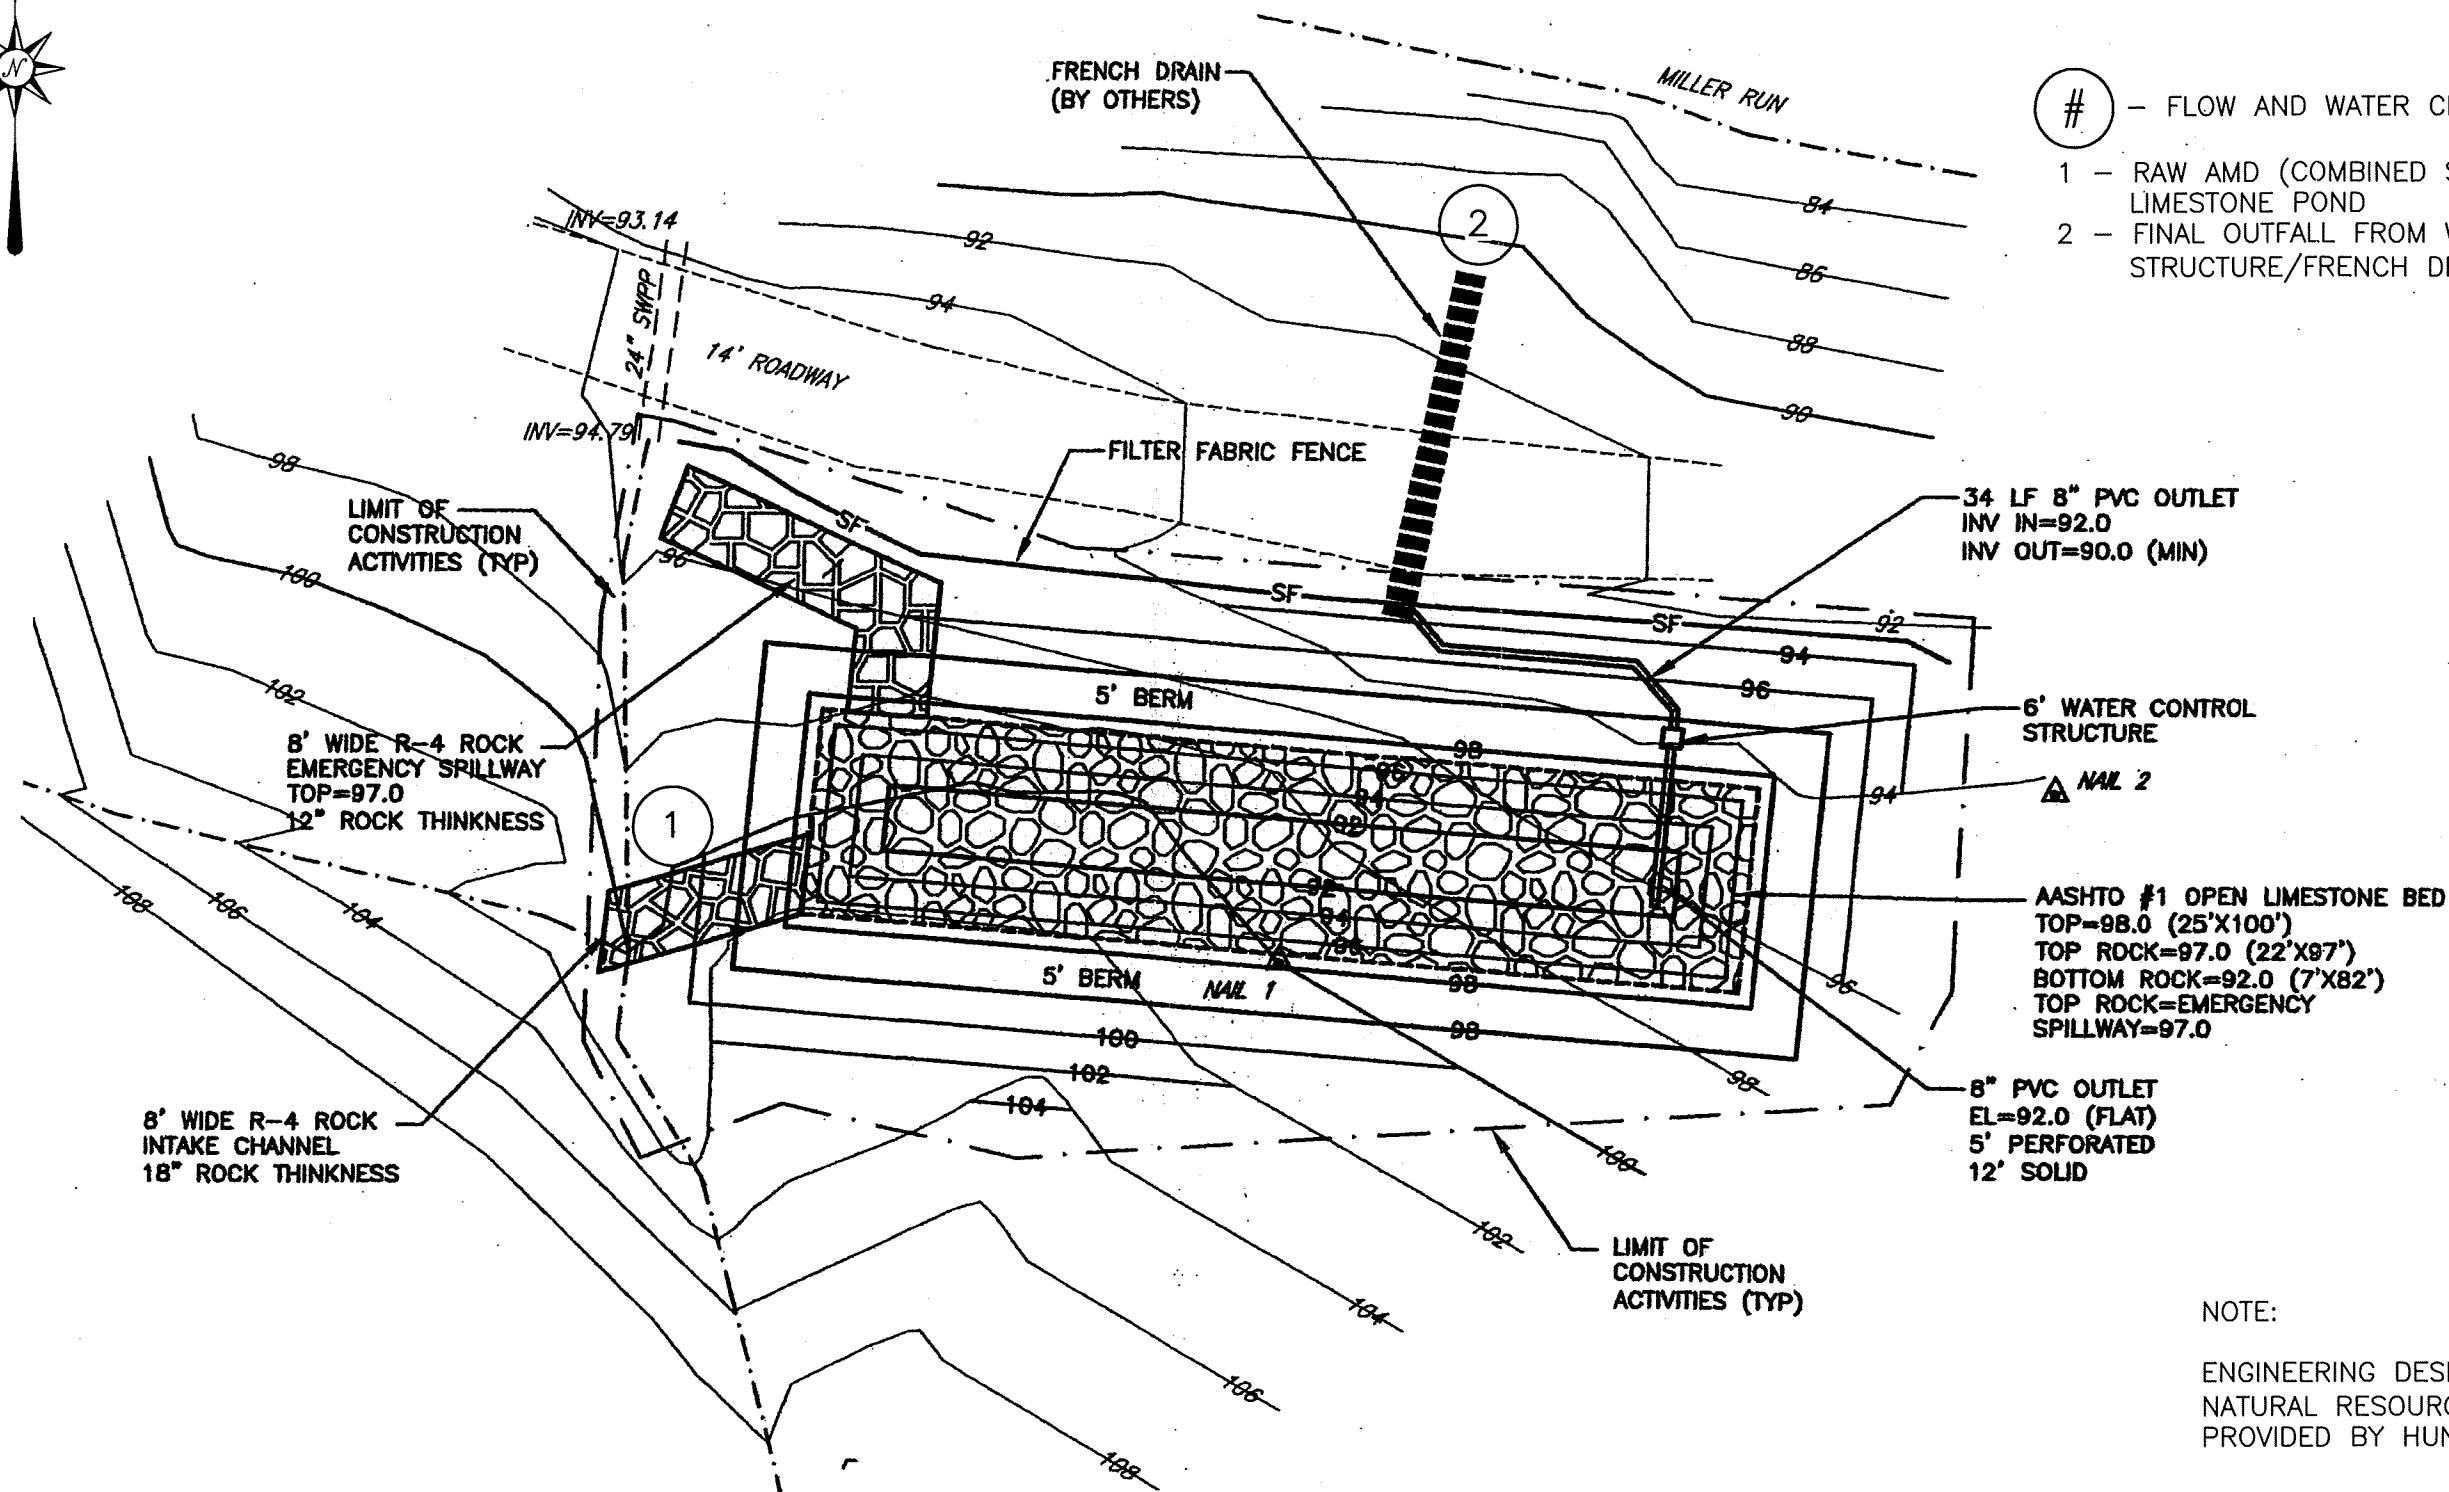 N
FRENCH DRAIN
(BY OTHERS)
MILLER RUN
# – FLOW AND WATER
1 – RAW AMD (COMBINED
LIMESTONE POND
2 – FINAL OUTFALL FROM
STRUCTURE/FRENCH
2
84
86
88
90
INV=93.14
92
94
24" SWPP
14' ROADWAY
INV=94.79
FILTER FABRIC FENCE
98
LIMIT OF
CONSTRUCTION
ACTIVITIES (TYP)
SF
96
100
SF
SF
92
34 LF 8" PVC OUTLET
INV IN=92.0
INV OUT=90.0 (MIN)
94
96
102
5' BERM
6' WATER CONTROL
STRUCTURE
8' WIDE R-4 ROCK
EMERGENCY SPILLWAY
TOP=97.0
12" ROCK THINKNESS
98
96
94
92
94
NAIL 2
1
108
106
104
92
94
96
AASHTO #1 OPEN LIMESTONE BED
TOP=98.0 (25'X100')
TOP ROCK=97.0 (22'X97')
BOTTOM ROCK=92.0 (7'X82')
TOP ROCK=EMERGENCY
SPILLWAY=97.0
5' BERM
NAIL 1
98
96
98
100
102
104
98
8' WIDE R-4 ROCK
INTAKE CHANNEL
18" ROCK THINKNESS
8" PVC OUTLET
EL=92.0 (FLAT)
5' PERFORATED
12' SOLID
100
102
LIMIT OF
CONSTRUCTION
ACTIVITIES (TYP)
104
106
108
NOTE:
ENGINEERING
NATURAL
PROVIDED BY